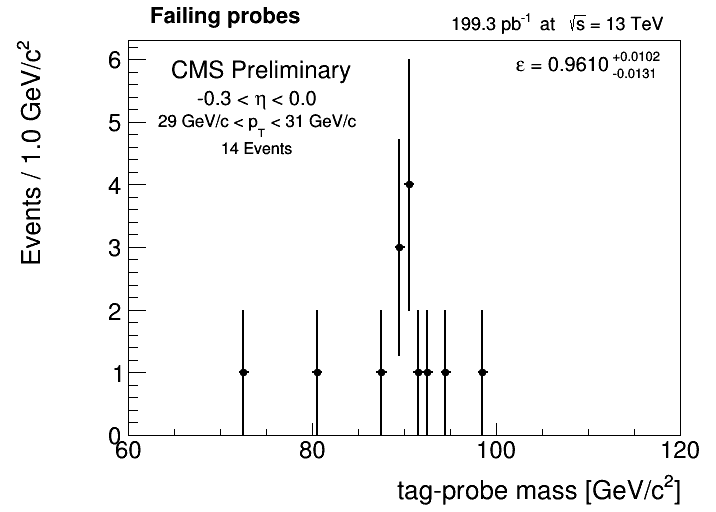 Failing probes
199.3 pb⁻¹ at √s = 13 TeV
CMS Preliminary
-0.3 < η < 0.0
29 GeV/c < p_T < 31 GeV/c
14 Events
ε = 0.9610 +0.0102 -0.0131
Events / 1.0 GeV/c²
6
5
4
3
2
1
0
60 80 100 120
tag-probe mass [GeV/c²]